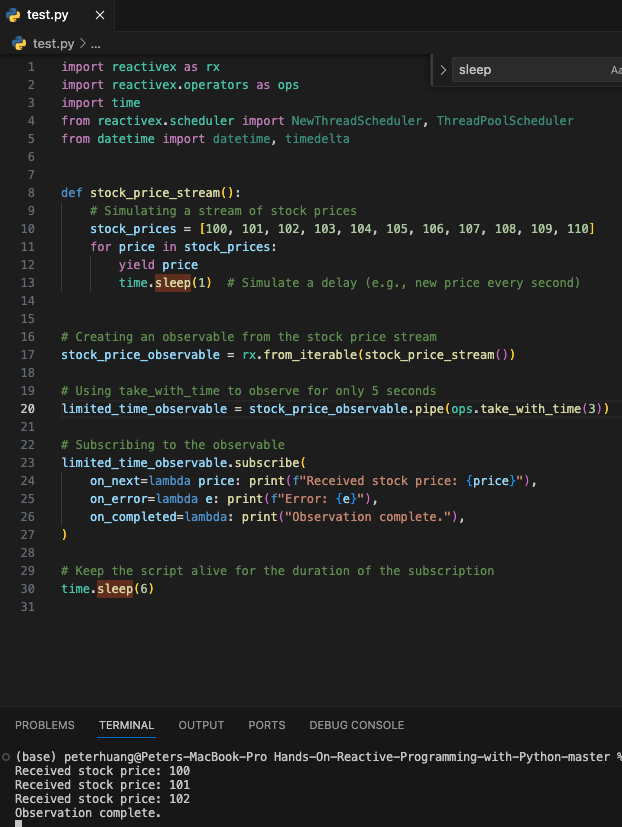 test.py ×
test.py > ...
sleep
Aa
1 import reactivex as rx
2 import reactivex.operators as ops
3 import time
4 from reactivex.scheduler import NewThreadScheduler, ThreadPoolScheduler
5 from datetime import datetime, timedelta
6
7
8 def stock_price_stream():
9     # Simulating a stream of stock prices
10     stock_prices = [100, 101, 102, 103, 104, 105, 106, 107, 108, 109, 110]
11     for price in stock_prices:
12         yield price
13         time.sleep(1)  # Simulate a delay (e.g., new price every second)
14
15
16 # Creating an observable from the stock price stream
17 stock_price_observable = rx.from_iterable(stock_price_stream())
18
19 # Using take_with_time to observe for only 5 seconds
20 limited_time_observable = stock_price_observable.pipe(ops.take_with_time(3))
21
22 # Subscribing to the observable
23 limited_time_observable.subscribe(
24     on_next=lambda price: print(f"Received stock price: {price}"),
25     on_error=lambda e: print(f"Error: {e}"),
26     on_completed=lambda: print("Observation complete."),
27 )
28
29 # Keep the script alive for the duration of the subscription
30 time.sleep(6)
31
PROBLEMS TERMINAL OUTPUT PORTS DEBUG CONSOLE
(base) peterhuang@Peters-MacBook-Pro Hands-On-Reactive-Programming-with-Python-master %
Received stock price: 100
Received stock price: 101
Received stock price: 102
Observation complete.